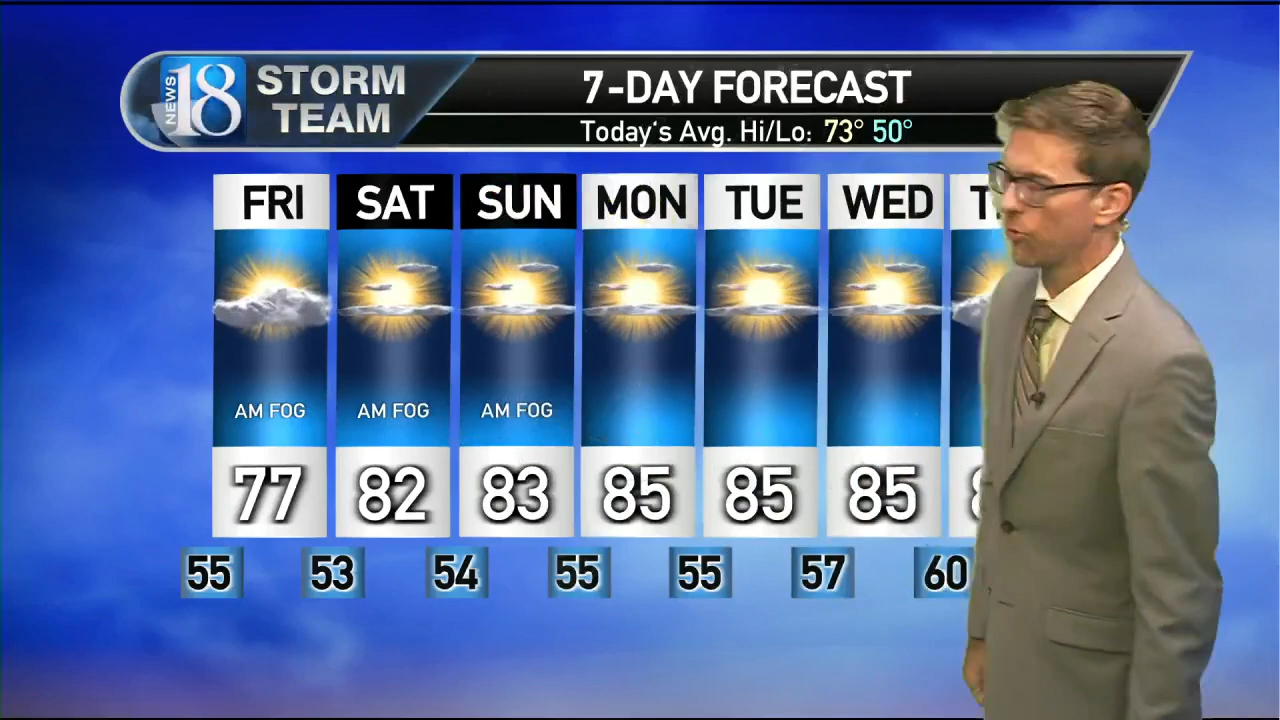 NEWS 18 STORM TEAM
7-DAY FORECAST
Today's Avg. Hi/Lo: 73° 50°
FRI SAT SUN MON TUE WED T
AM FOG AM FOG AM FOG
77 82 83 85 85 85 8
55 53 54 55 55 57 60